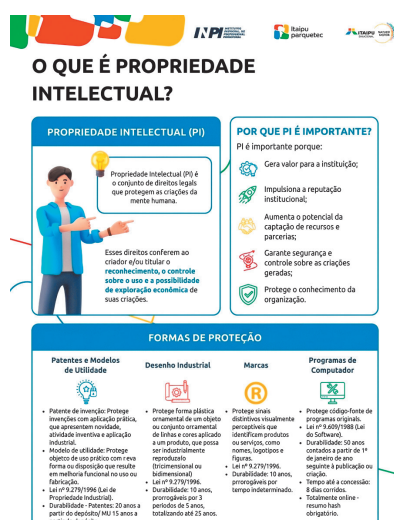 INPI INSTITUTO NACIONAL DA PROPRIEDADE INDUSTRIAL
itaipu
parquetec
ITAIPU
O QUE É PROPRIEDADE
INTELECTUAL?
PROPRIEDADE INTELECTUAL (PI)
Propriedade Intelectual (PI) é
o conjunto de direitos legais
que protegem as criações da
mente humana.
Esses direitos conferem ao
criador e/ou titular o
reconhecimento, o controle
sobre o uso e a possibilidade
de exploração econômica de
suas criações.
POR QUE PI É IMPORTANTE?
PI é importante porque:
Gera valor para a instituição;
Impulsiona a reputação
institucional;
Aumenta o potencial da
captação de recursos e
parcerias;
Garante segurança e
controle sobre as criações
geradas;
Protege o conhecimento da
organização.
FORMAS DE PROTEÇÃO
Patentes e Modelos
de Utilidade
• Patente de invenção: Protege
invenções com aplicação prática,
que apresentem novidade,
atividade inventiva e aplicação
industrial.
• Modelo de utilidade: Protege
objeto de uso prático com nova
forma ou disposição que resulte
em melhoria funcional no uso ou
fabricação.
• Lei nº 9.279/1996 (Lei de
Propriedade Industrial).
• Durabilidade - Patentes: 20 anos a
partir do depósito/ MU 15 anos a
Desenho Industrial
• Protege forma plástica
ornamental de um objeto
ou conjunto ornamental
de linhas e cores aplicado
a um produto, que possa
ser industrialmente
reproduzido
(tricimensional ou
bidimensional)
• Lei nº 9.279/1996.
• Durabilidade: 10 anos,
prorrogáveis por 3
períodos de 5 anos,
totalizando até 25 anos.
Marcas
®
• Protege sinais
distintivos visualmente
perceptíveis que
identificam produtos
ou serviços, como
nomes, logotipos e
figuras.
• Lei nº 9.279/1996.
• Durabilidade: 10 anos,
prorrogáveis por
tempo indeterminado.
Programas de
Computador
• Protege código-fonte de
programas originais.
• Lei nº 9.609/1988 (Lei
do Software).
• Durabilidade: 50 anos
contados a partir de 1º
de janeiro de ano
seguinte à publicação ou
criação.
• Tempo até a concessão:
8 dias corridos.
• Totalmente online -
resumo hash
obrigatório.